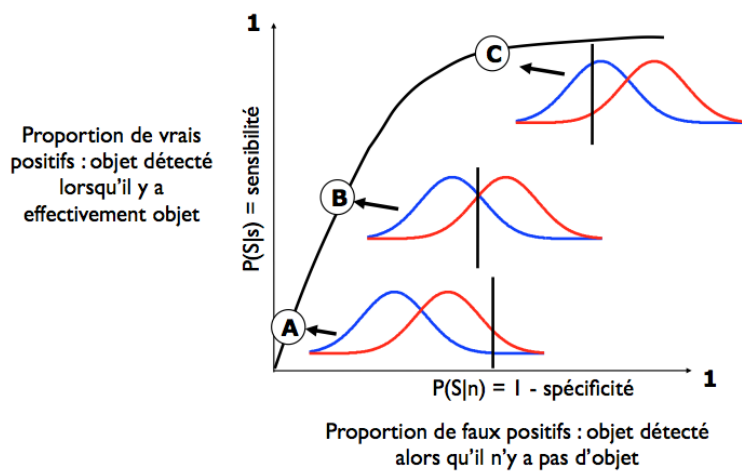 1
C
Proportion de vrais
positifs : objet détecté
lorsqu'il y a
effectivement objet
P(S|s) = sensibilité
B
A
P(S|n) = 1 - spécificité
1
Proportion de faux positifs : objet détecté
alors qu'il n'y a pas d'objet